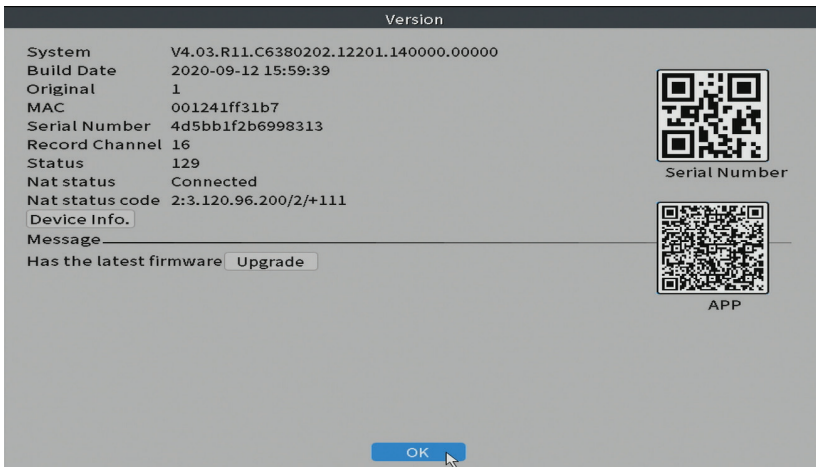 Version
System V4.03.R11.C6380202.12201.140000.00000
Build Date 2020-09-12 15:59:39
Original 1
MAC 001241ff31b7
Serial Number 4d5bb1f2b6998313
Record Channel 16
Status 129
Nat status Connected
Nat status code 2:3.120.96.200/2/+111
Device Info.
Message
Has the latest firmware Upgrade
Serial Number
APP
OK